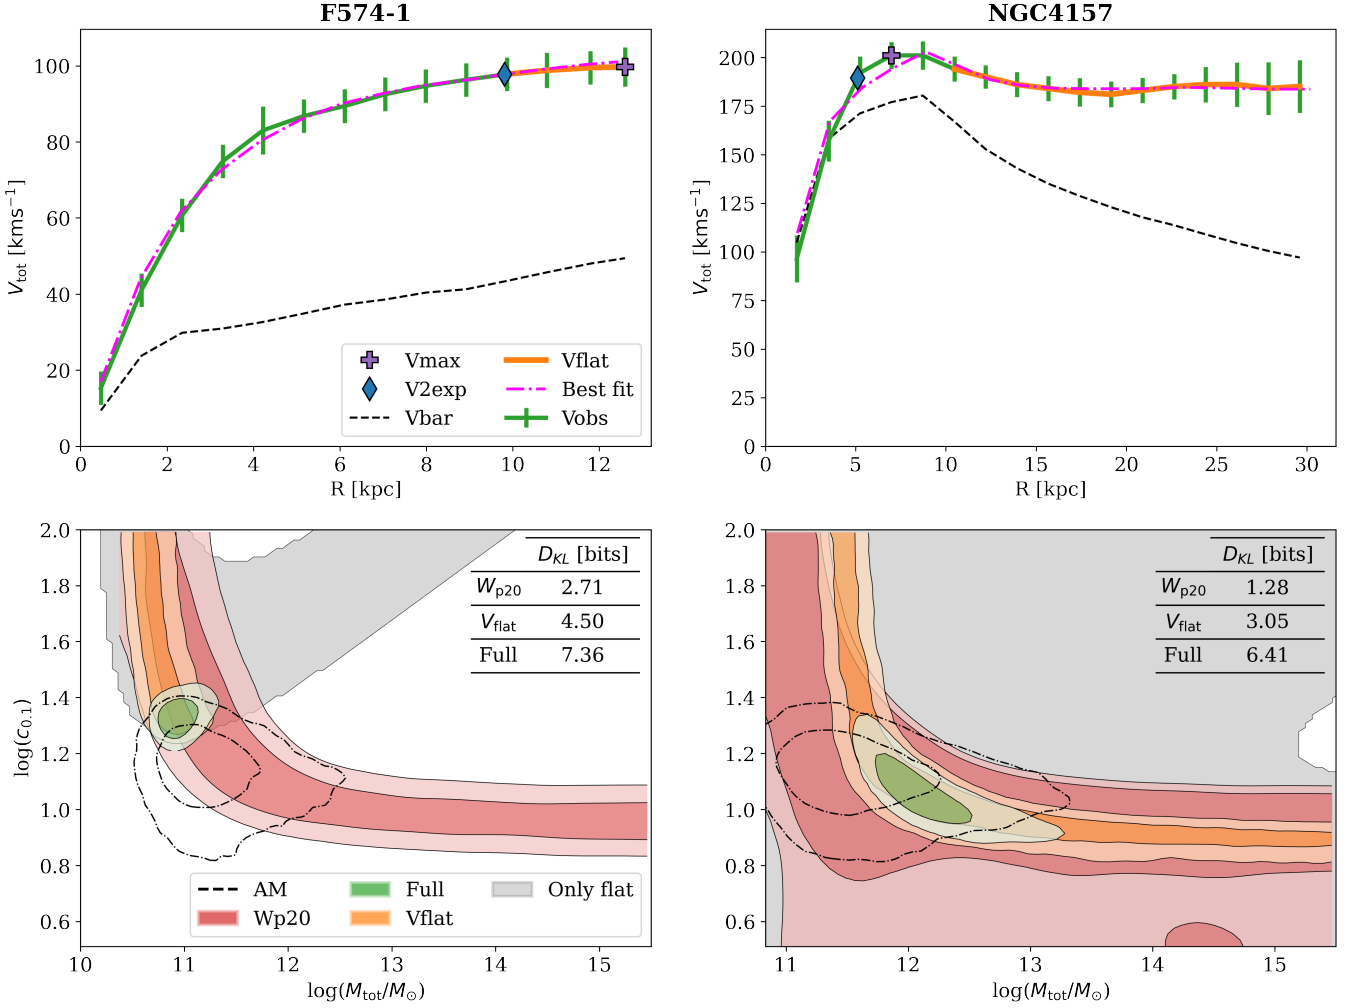 F574-1
NGC4157
100
80
60
40
20
0
V_tot [kms⁻¹]
Vmax
V2exp
Vbar
Vflat
Best fit
Vobs
0 2 4 6 8 10 12
R [kpc]
200
175
150
125
100
75
50
25
0
V_tot [kms⁻¹]
0 5 10 15 20 25 30
R [kpc]
2.0
1.8
1.6
1.4
1.2
1.0
0.8
0.6
log(c_0.1)
D_KL [bits]
W_p20 2.71
V_flat 4.50
Full 7.36
AM
Wp20
Full
Vflat
Only flat
10 11 12 13 14 15
log(M_tot/M_⊙)
2.0
1.8
1.6
1.4
1.2
1.0
0.8
0.6
D_KL [bits]
W_p20 1.28
V_flat 3.05
Full 6.41
11 12 13 14 15
log(M_tot/M_⊙)